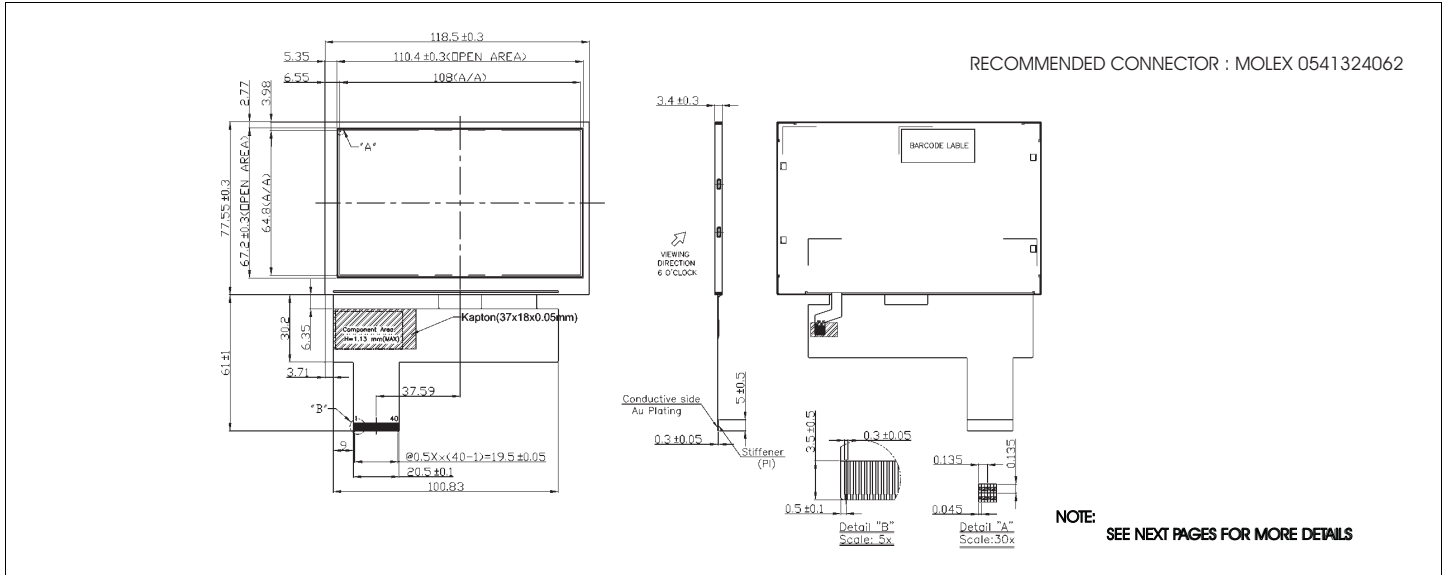 118.5 ±0.3
5.35
110.4 ±0.3(OPEN AREA)
6.55
108(A/A)
2.77
3.98
77.55 ±0.3
67.2 ±0.3(OPEN AREA)
64.8(A/A)
"A"
RECOMMENDED CONNECTOR : MOLEX 0541324062
3.4 ±0.3
BARCODE LABLE
VIEWING
DIRECTION
6 O'CLOCK
61±1
30.2
6.35
Component Area
H=1.13 mm(MAX)
Kapton(37x18x0.05mm)
3.71
37.59
"B"
1
40
9
@0.5X×(40-1)=19.5 ±0.05
20.5 ±0.1
100.83
Conductive side
Au Plating
5 ±0.5
0.3 ±0.05
Stiffener
(PI)
3.5 ±0.5
0.3 ±0.05
0.5 ±0.1
Detail "B"
Scale: 5x
0.135
0.135
0.045
Detail "A"
Scale:30x
NOTE:
SEE NEXT PAGES FOR MORE DETAILS